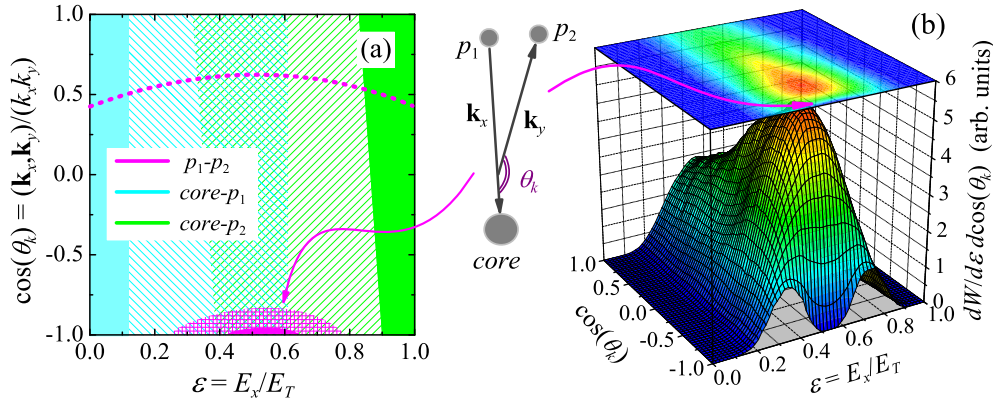 (a)
1.0
0.5
0.0
-0.5
-1.0
cos(θk) = (kx,ky)/(kxky)
p1-p2
core-p1
core-p2
0.0 0.2 0.4 0.6 0.8 1.0
ε = Ex/ET
p1 p2
kx ky
θk
core
(b)
6
5
4
3
2
1
0
dW/dε dcos(θk) (arb. units)
1.0
0.5
0.0
-0.5
-1.0
cos(θk)
0.0 0.2 0.4 0.6 0.8 1.0
ε = Ex/ET